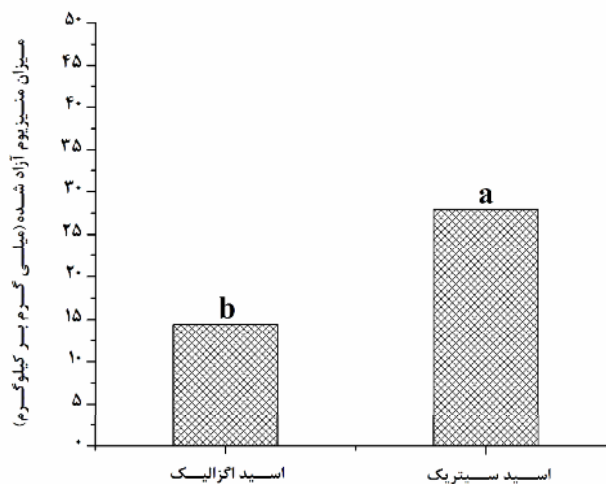 میزان منیزیوم آزاد شده (میلی گرم بر کیلوگرم)
۵۰
۴۵
۴۰
۳۵
۳۰
۲۵
۲۰
۱۵
۱۰
۵
۰
b
a
اسید اگزالیک
اسید سیتریک